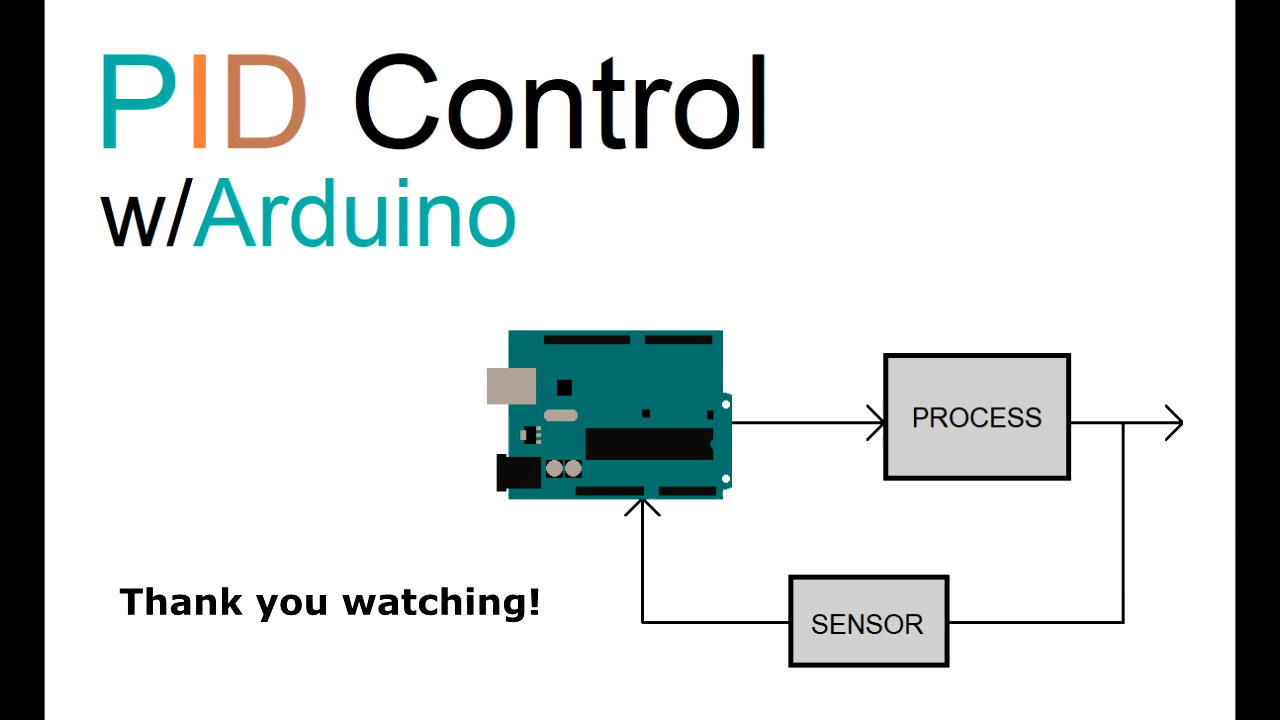 PID Control
w/Arduino
PROCESS
Thank you watching!
SENSOR